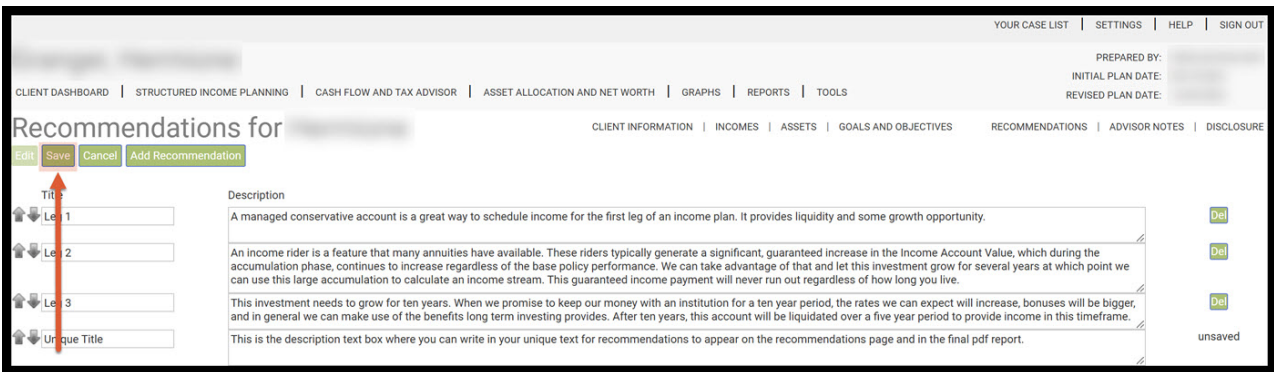 YOUR CASE LIST | SETTINGS | HELP | SIGN OUT
PREPARED BY:
INITIAL PLAN DATE:
REVISED PLAN DATE:
CLIENT DASHBOARD | STRUCTURED INCOME PLANNING | CASH FLOW AND TAX ADVISOR | ASSET ALLOCATION AND NET WORTH | GRAPHS | REPORTS | TOOLS
Recommendations for
CLIENT INFORMATION | INCOMES | ASSETS | GOALS AND OBJECTIVES RECOMMENDATIONS | ADVISOR NOTES | DISCLOSURE
Edit Save Cancel Add Recommendation
Title Description
Leg 1 A managed conservative account is a great way to schedule income for the first leg of an income plan. It provides liquidity and some growth opportunity. Del
Leg 2 An income rider is a feature that many annuities have available. These riders typically generate a significant, guaranteed increase in the Income Account Value, which during the Del
accumulation phase, continues to increase regardless of the base policy performance. We can take advantage of that and let this investment grow for several years at which point we
can use this large accumulation to calculate an income stream. This guaranteed income payment will never run out regardless of how long you live.
Leg 3 This investment needs to grow for ten years. When we promise to keep our money with an institution for a ten year period, the rates we can expect will increase, bonuses will be bigger, Del
and in general we can make use of the benefits long term investing provides. After ten years, this account will be liquidated over a five year period to provide income in this timeframe.
Unique Title This is the description text box where you can write in your unique text for recommendations to appear on the recommendations page and in the final pdf report. unsaved